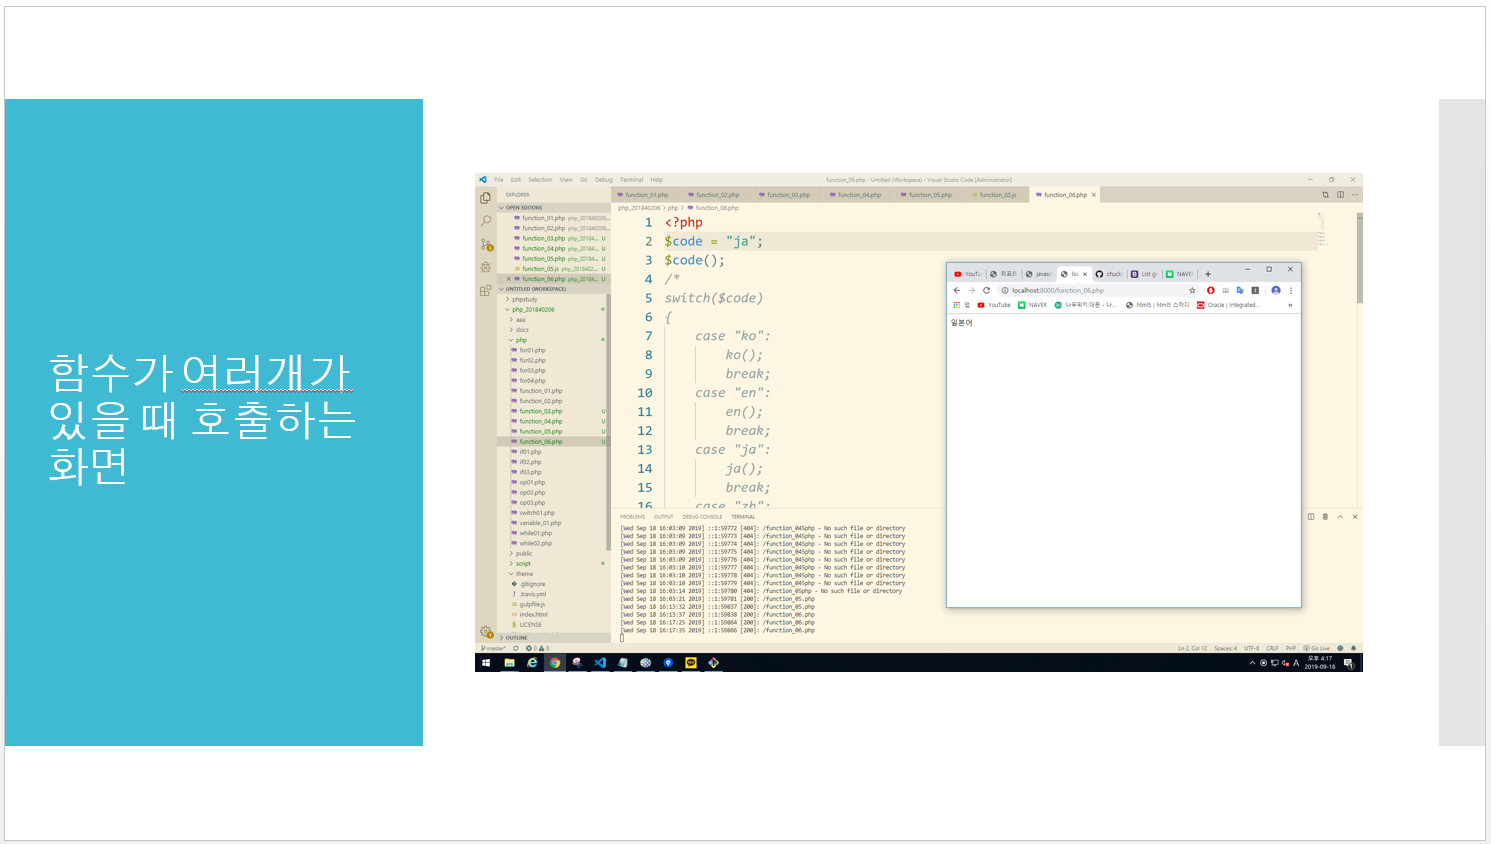 함수가 여러개가
있을 때 호출하는
화면
File Edit Selection View Go Debug Terminal Help
function_06.php - Untitled (Workspace) - Visual Studio Code [Administrator]
EXPLORER
function_01.php function_02.php function_03.php function_04.php function_05.php function_05.js function_06.php
OPEN EDITORS
function_01.php php_201840206...
function_02.php php_201840206...
function_03.php php_20184... U
function_04.php php_20184... U
function_05.php php_20184... U
function_05.js php_2018402... U
function_06.php php_20184... U
UNTITLED (WORKSPACE)
phpstudy
php_201840206
aaa
docs
php
for01.php
for02.php
for03.php
for04.php
function_01.php
function_02.php
function_03.php U
function_04.php U
function_05.php U
function_06.php U
if01.php
if02.php
if03.php
op01.php
op02.php
op03.php
switch01.php
variable_01.php
while01.php
while02.php
public
script
theme
.gitignore
.travis.yml
gulpfile.js
index.html
LICENSE
OUTLINE
php_201840206 > php > function_06.php
1 <?php
2 $code = "ja";
3 $code();
4 /*
5 switch($code)
6 {
7 case "ko":
8 ko();
9 break;
10 case "en":
11 en();
12 break;
13 case "ja":
14 ja();
15 break;
16 case "zh":
YouTu 리포트 javasc loc chuck List gr NAVE
localhost:8000/function_06.php
앱 YouTube NAVER 나무위키:대문 - 나... html5 | html5 스터디 Oracle | Integrated... »
일본어
PROBLEMS OUTPUT DEBUG CONSOLE TERMINAL
[Wed Sep 18 16:03:09 2019] ::1:59772 [404]: /function_04Sphp - No such file or directory
[Wed Sep 18 16:03:09 2019] ::1:59773 [404]: /function_04Sphp - No such file or directory
[Wed Sep 18 16:03:09 2019] ::1:59774 [404]: /function_04Sphp - No such file or directory
[Wed Sep 18 16:03:09 2019] ::1:59775 [404]: /function_04Sphp - No such file or directory
[Wed Sep 18 16:03:09 2019] ::1:59776 [404]: /function_04Sphp - No such file or directory
[Wed Sep 18 16:03:10 2019] ::1:59777 [404]: /function_04Sphp - No such file or directory
[Wed Sep 18 16:03:10 2019] ::1:59778 [404]: /function_04Sphp - No such file or directory
[Wed Sep 18 16:03:10 2019] ::1:59779 [404]: /function_04Sphp - No such file or directory
[Wed Sep 18 16:03:14 2019] ::1:59780 [404]: /function_05php - No such file or directory
[Wed Sep 18 16:03:21 2019] ::1:59781 [200]: /function_05.php
[Wed Sep 18 16:13:32 2019] ::1:59837 [200]: /function_05.php
[Wed Sep 18 16:13:37 2019] ::1:59838 [200]: /function_06.php
[Wed Sep 18 16:17:25 2019] ::1:59864 [200]: /function_06.php
[Wed Sep 18 16:17:35 2019] ::1:59866 [200]: /function_06.php
master* 0 0
Ln 2, Col 12 Spaces: 4 UTF-8 CRLF PHP Go Live
A 오후 4:17
2019-09-18